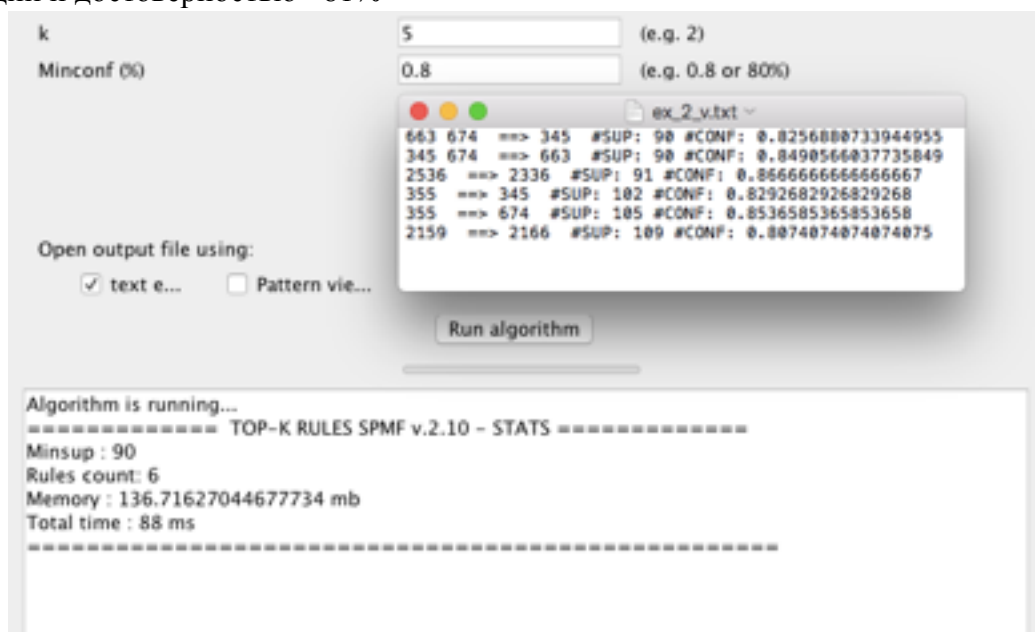 достоверностью 81%
k 5 (e.g. 2)
Minconf (%) 0.8 (e.g. 0.8 or 80%)
ex_2_v.txt
663 674 ==> 345 #SUP: 90 #CONF: 0.8256880733944955
345 674 ==> 663 #SUP: 90 #CONF: 0.8490566037735849
2536 ==> 2336 #SUP: 91 #CONF: 0.8666666666666667
355 ==> 345 #SUP: 102 #CONF: 0.8292682926829268
355 ==> 674 #SUP: 105 #CONF: 0.8536585365853658
2159 ==> 2166 #SUP: 109 #CONF: 0.8074074074074075
Open output file using:
text e... Pattern vie...
Run algorithm
Algorithm is running...
============= TOP-K RULES SPMF v.2.10 - STATS =============
Minsup : 90
Rules count: 6
Memory : 136.71627044677734 mb
Total time : 88 ms
===================================================